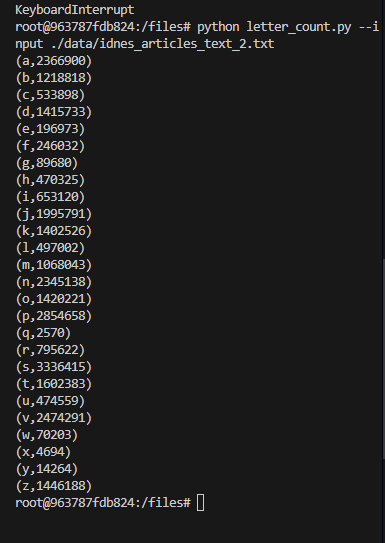 KeyboardInterrupt
root@963787fdb824:/files# python letter_count.py --i
nput ./data/idnes_articles_text_2.txt
(a,2366900)
(b,1218818)
(c,533898)
(d,1415733)
(e,196973)
(f,246032)
(g,89680)
(h,470325)
(i,653120)
(j,1995791)
(k,1402526)
(l,497002)
(m,1068043)
(n,2345138)
(o,1420221)
(p,2854658)
(q,2570)
(r,795622)
(s,3336415)
(t,1602383)
(u,474559)
(v,2474291)
(w,70203)
(x,4694)
(y,14264)
(z,1446188)
root@963787fdb824:/files#